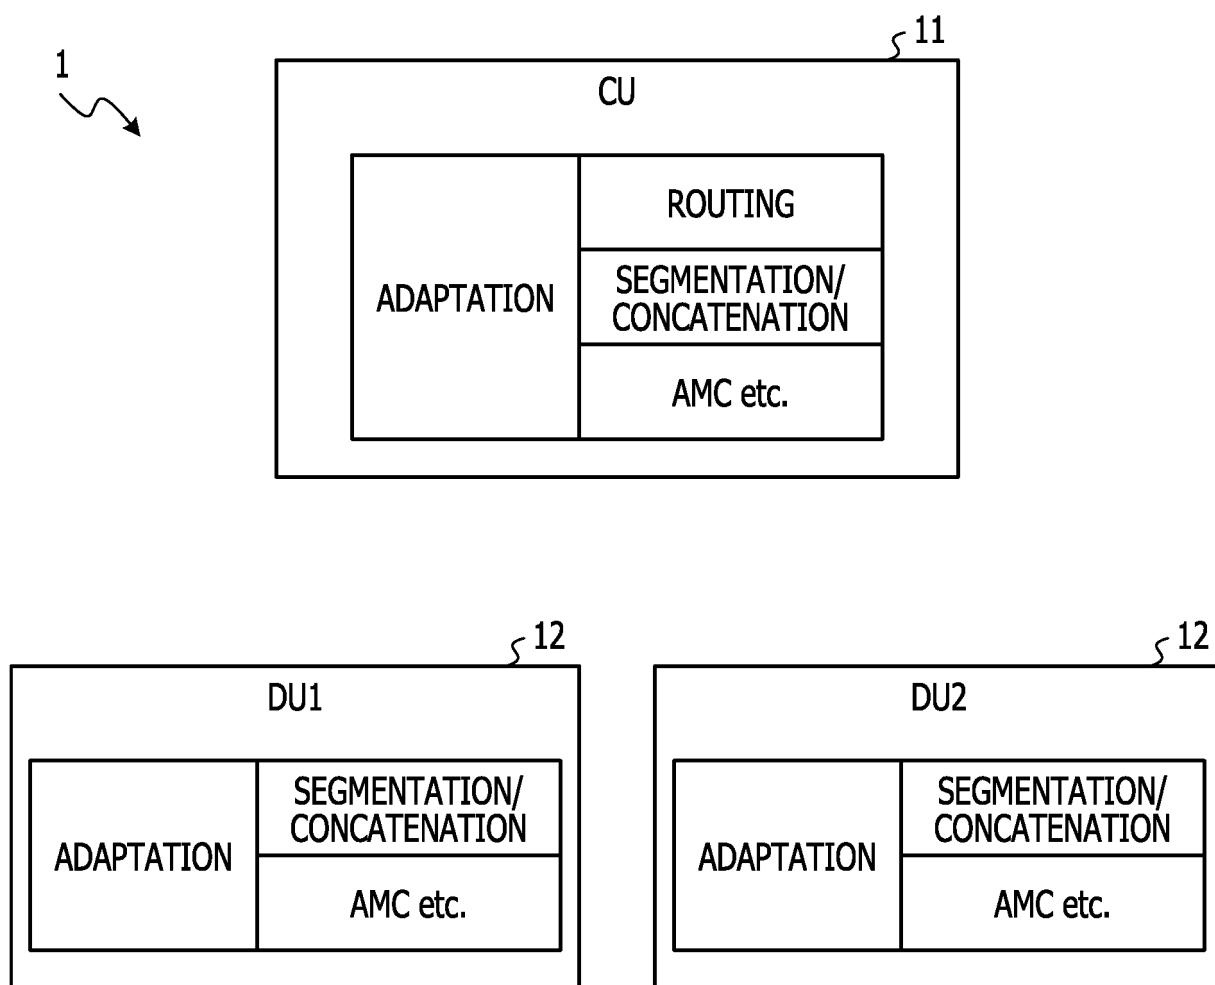 11
1
CU
ADAPTATION
ROUTING
SEGMENTATION/
CONCATENATION
AMC etc.
12
DU1
ADAPTATION
SEGMENTATION/
CONCATENATION
AMC etc.
12
DU2
ADAPTATION
SEGMENTATION/
CONCATENATION
AMC etc.